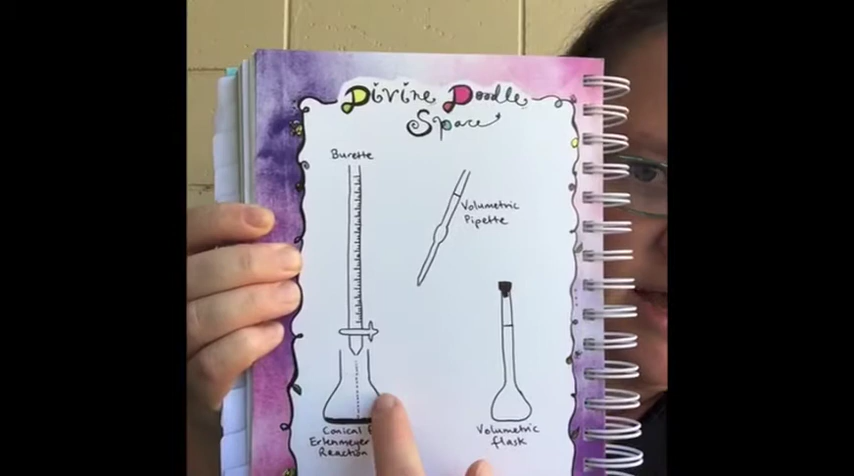 Divine Doodle
Space
Burette
Volumetric
Pipette
Conical
Erlenmeyer
Reaction
Volumetric
flask